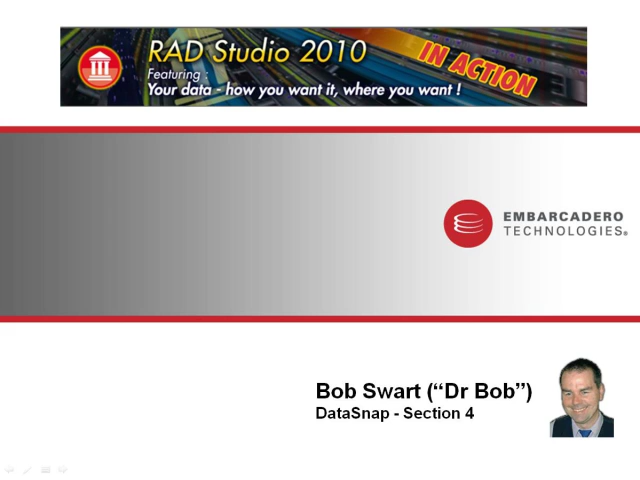 RAD Studio 2010
IN ACTION
Featuring :
Your data - how you want it, where you want !
EMBARCADERO
TECHNOLOGIES®
Bob Swart (“Dr Bob”)
DataSnap - Section 4